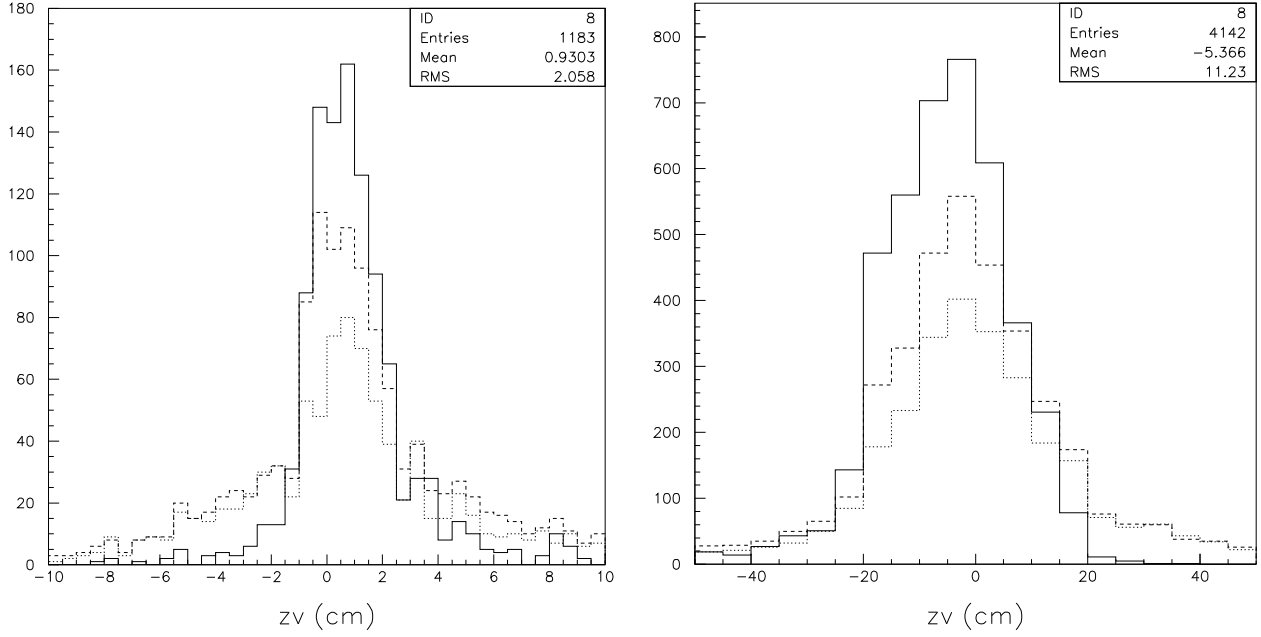 ID 8
Entries 1183
Mean 0.9303
RMS 2.058
180
160
140
120
100
80
60
40
20
0
−10 −8 −6 −4 −2 0 2 4 6 8 10
zv (cm)
ID 8
Entries 4142
Mean −5.366
RMS 11.23
800
700
600
500
400
300
200
100
0
−40 −20 0 20 40
zv (cm)